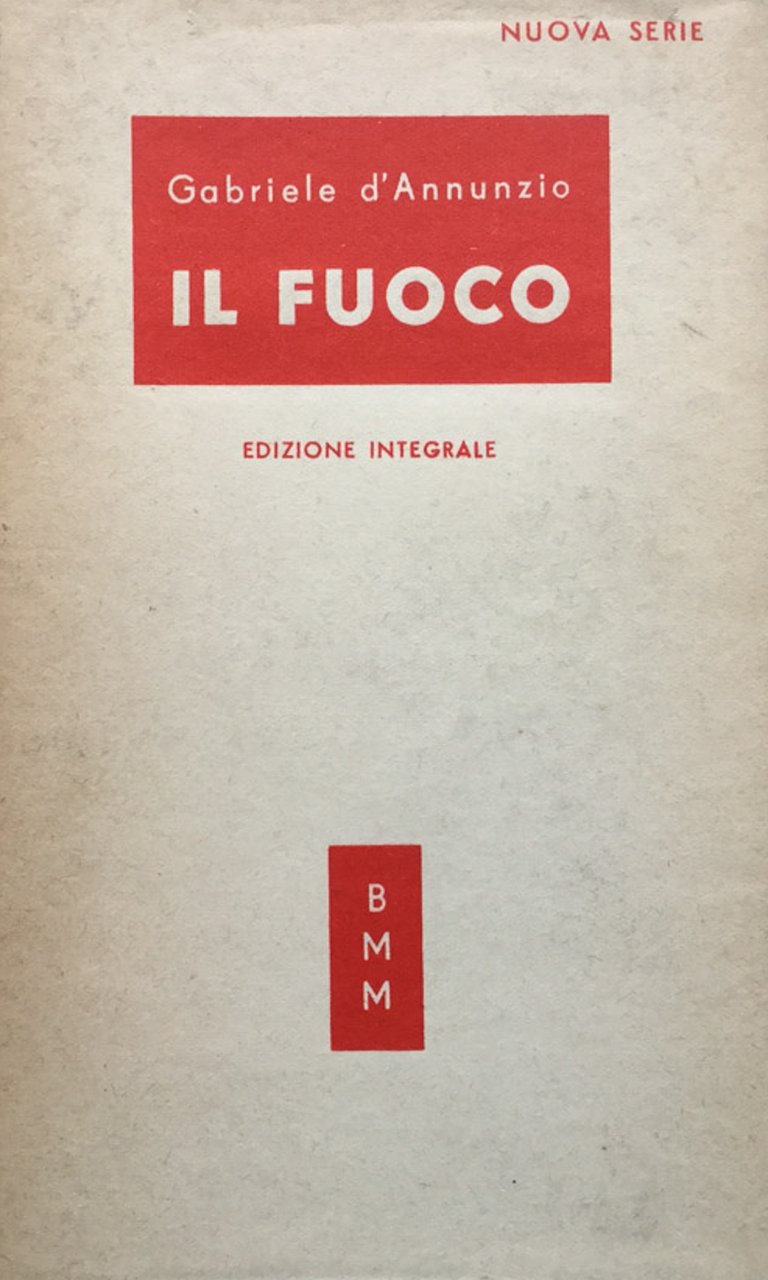 NUOVA SERIE
Gabriele d'Annunzio
IL FUOCO
EDIZIONE INTEGRALE
B
M
M